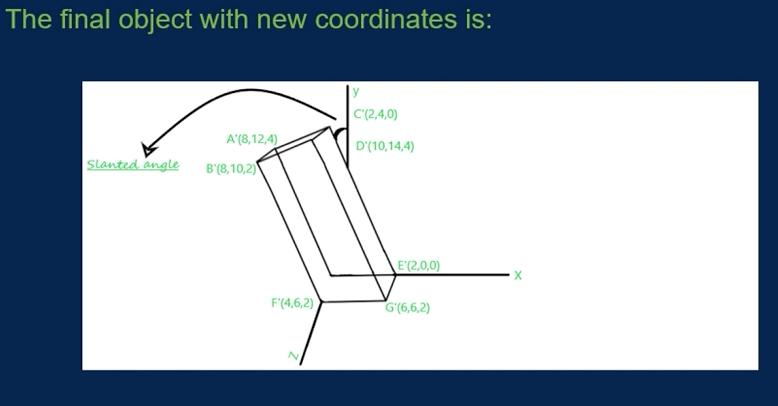 The final object with new coordinates is:
y
C'(2,4,0)
A'(8,12,4)
D'(10,14,4)
Slanted angle
B'(8,10,2)
E'(2,0,0)
X
F'(4,6,2)
G'(6,6,2)
Z